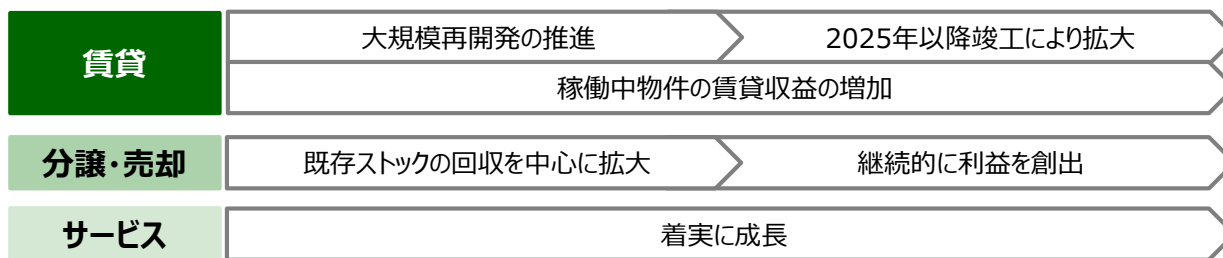 賃貸
大規模再開発の推進
2025年以降竣工により拡大
稼働中物件の賃貸収益の増加
分譲・売却
既存ストックの回収を中心に拡大
継続的に利益を創出
サービス
着実に成長